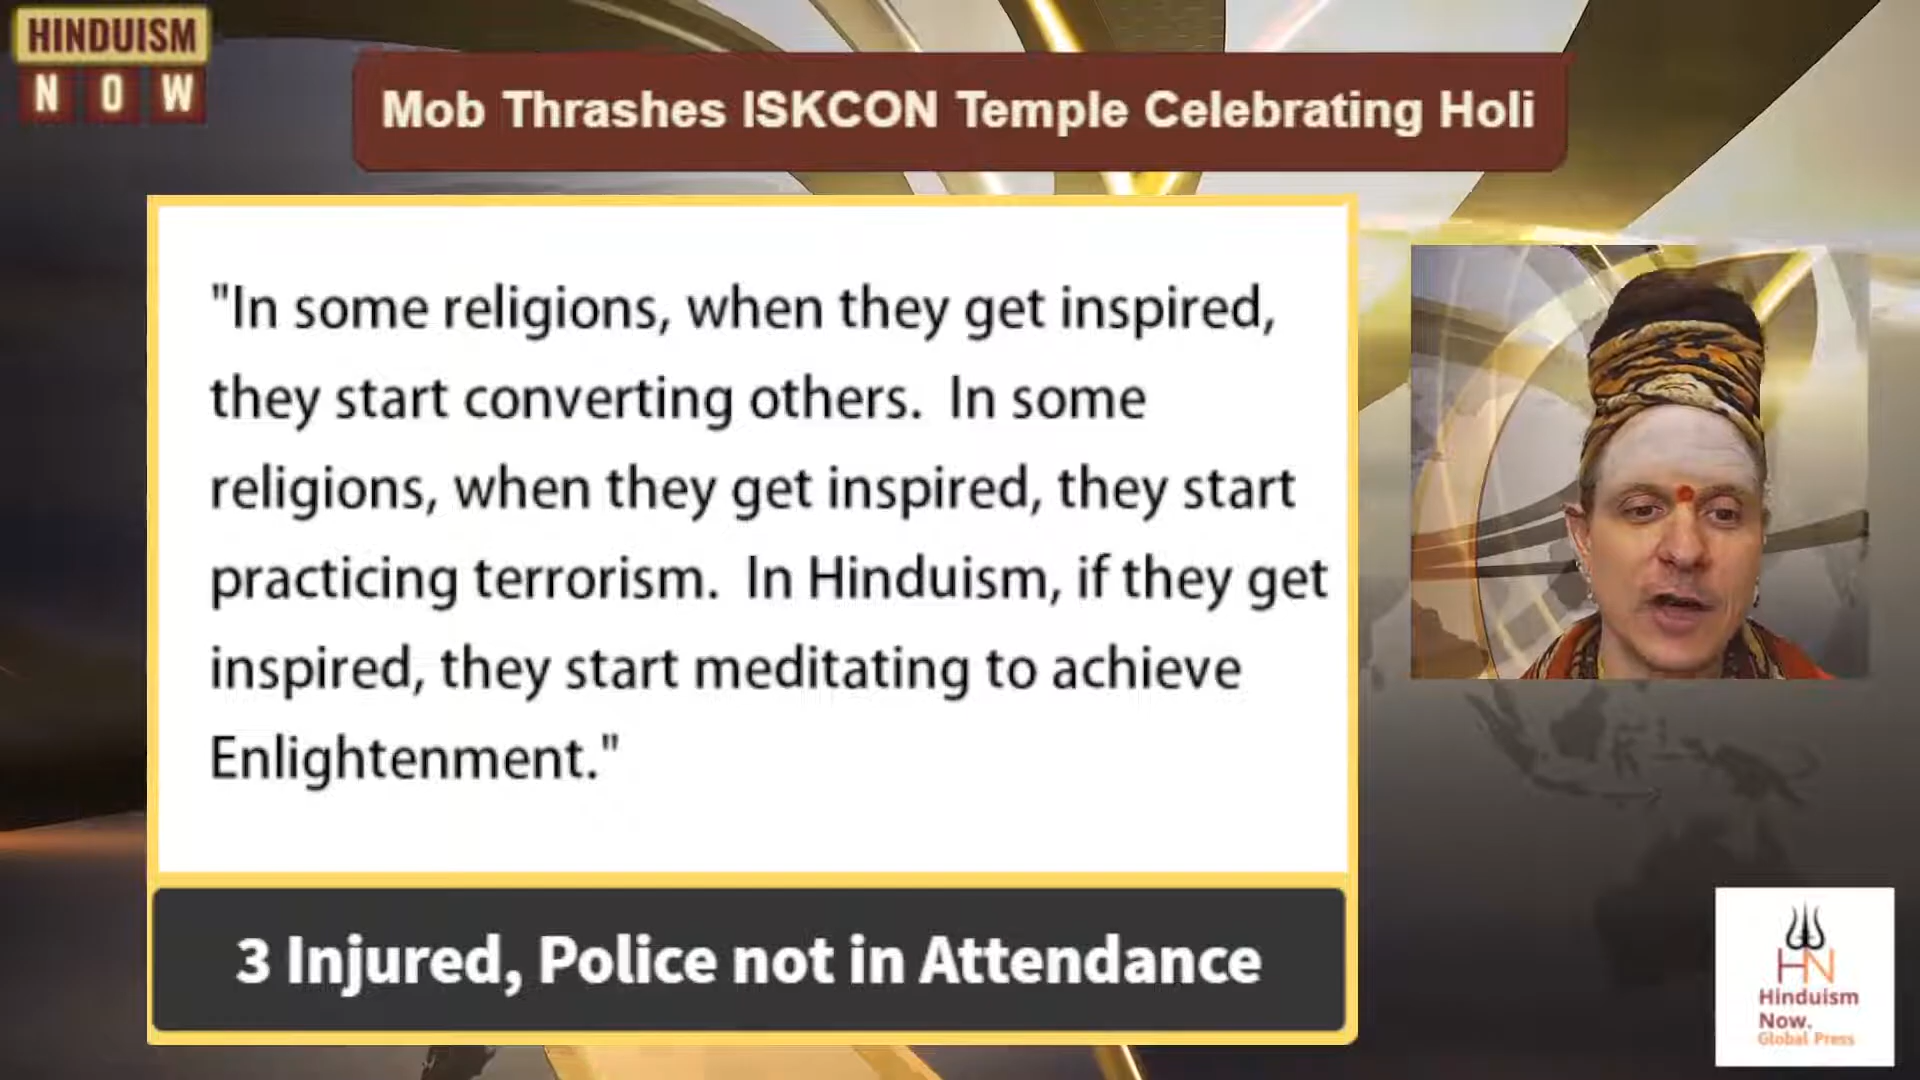 HINDUISM
NOW
Mob Thrashes ISKCON Temple Celebrating Holi
"In some religions, when they get inspired,
they start converting others. In some
religions, when they get inspired, they start
practicing terrorism. In Hinduism, if they get
inspired, they start meditating to achieve
Enlightenment."
3 Injured, Police not in Attendance
HN
Hinduism
Now.
Global Press